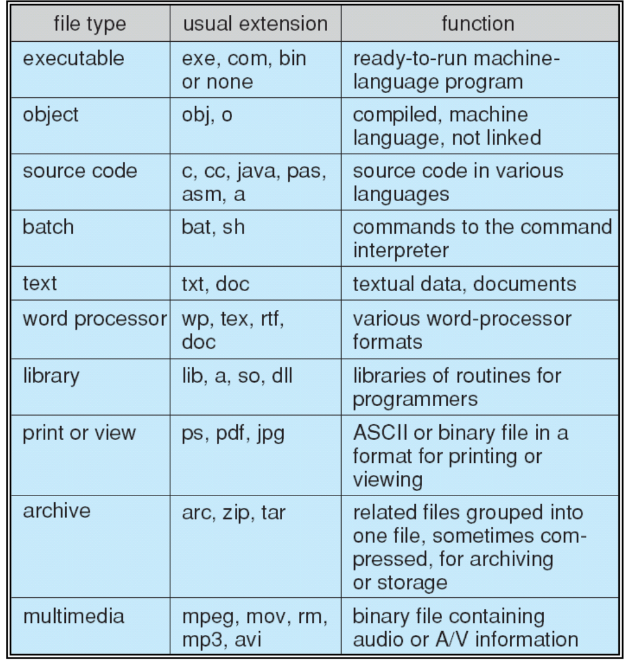 file type usual extension function
executable exe, com, bin ready-to-run machine-
or none language program
object obj, o compiled, machine
language, not linked
source code c, cc, java, pas, source code in various
asm, a languages
batch bat, sh commands to the command
interpreter
text txt, doc textual data, documents
word processor wp, tex, rtf, various word-processor
doc formats
library lib, a, so, dll libraries of routines for
programmers
print or view ps, pdf, jpg ASCII or binary file in a
format for printing or
viewing
archive arc, zip, tar related files grouped into
one file, sometimes com-
pressed, for archiving
or storage
multimedia mpeg, mov, rm, binary file containing
mp3, avi audio or A/V information